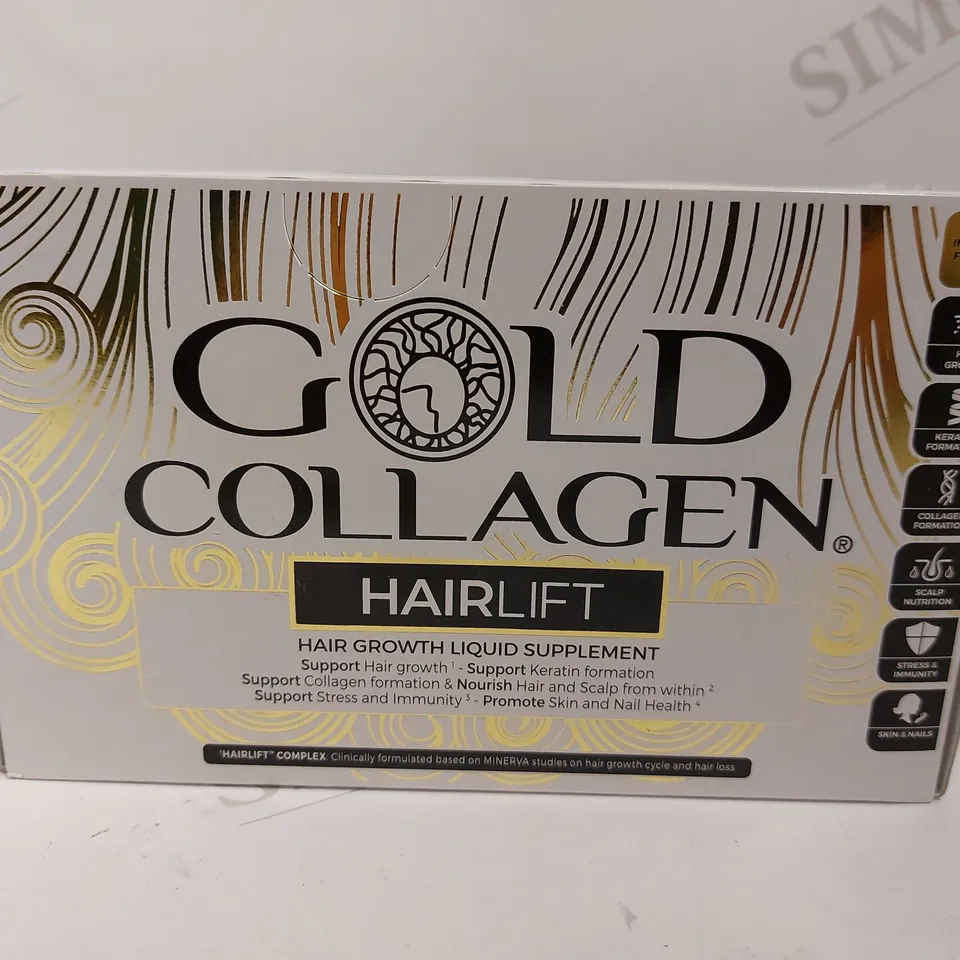 GOLD
COLLAGEN®
HAIRLIFT
HAIR GROWTH LIQUID SUPPLEMENT
Support Hair growth ¹ - Support Keratin formation
Support Collagen formation & Nourish Hair and Scalp from within ²
Support Stress and Immunity ³ - Promote Skin and Nail Health ⁴
HAIRLIFT™ COMPLEX: Clinically formulated based on MINERVA studies on hair growth cycle and hair loss
COLLAGEN
SCALP
NUTRITION
STRESS &
IMMUNITY
SKIN & NAILS
SIM